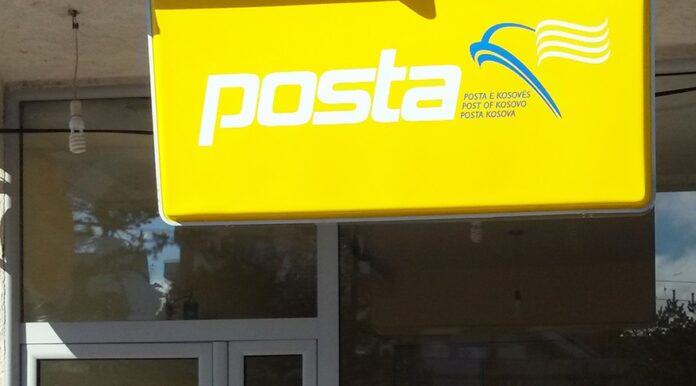 posta
POSTA E KOSOVËS
POST OF KOSOVO
POSTA KOSOVA